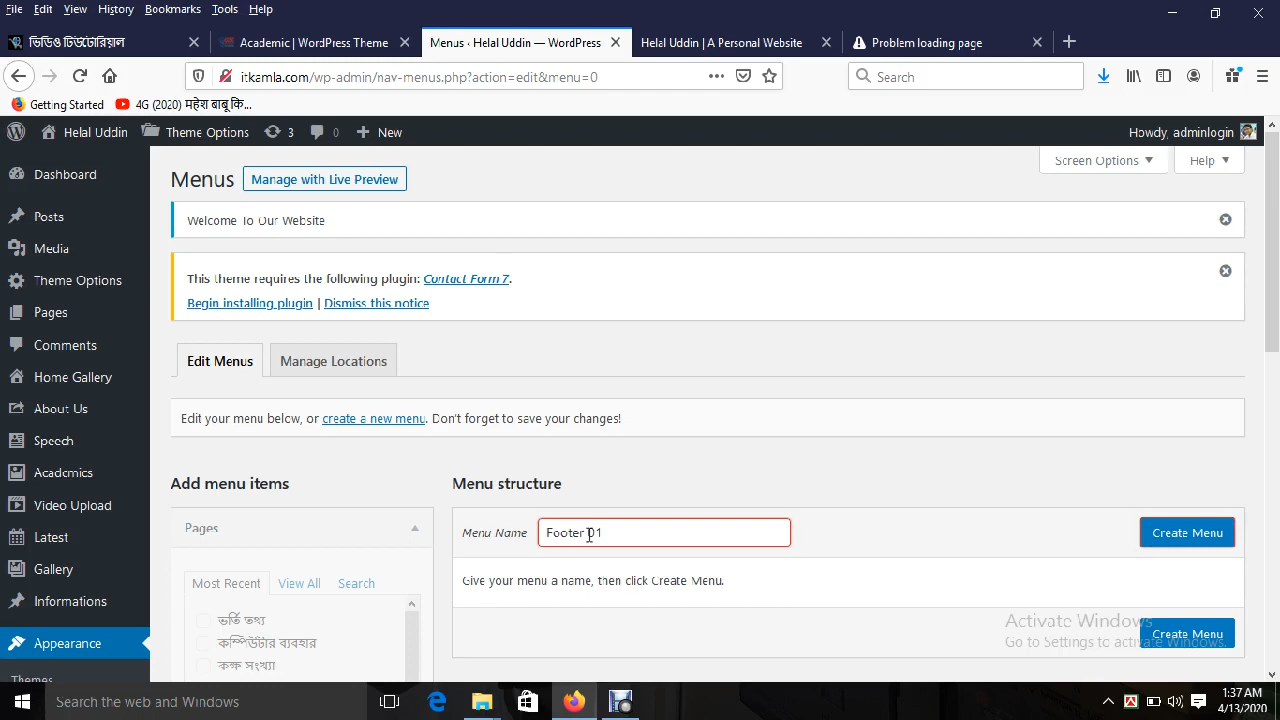 File Edit View History Bookmarks Tools Help
ভিডিও টিউটোরিয়াল Academic | WordPress Theme Menus ‹ Helal Uddin — WordPress Helal Uddin | A Personal Website Problem loading page
itkamla.com/wp-admin/nav-menus.php?action=edit&menu=0 Search
Getting Started 4G (2020) महेश बाबू कि...
Helal Uddin Theme Options 3 0 New Howdy, adminlogin
Screen Options Help
Menus Manage with Live Preview
Dashboard
Posts
Media
Theme Options
Pages
Comments
Home Gallery
About Us
Speech
Acadcmics
Video Upload
Latest
Gallery
Informations
Appearance
Themes
Welcome To Our Website
This theme requires the following plugin: Contact Form 7.
Begin installing plugin | Dismiss this notice
Edit Menus Manage Locations
Edit your menu below, or create a new menu. Don't forget to save your changes!
Add menu items
Pages
Most Recent View All Search
ভর্তি তথ্য
কম্পিউটার ব্যবহার
কক্ষ সংখ্যা
Menu structure
Menu Name Footer 01 Create Menu
Give your menu a name, then click Create Menu.
Create Menu
Activate Windows
Go to Settings to activate Windows.
Search the web and Windows
1:37 AM
4/13/2020